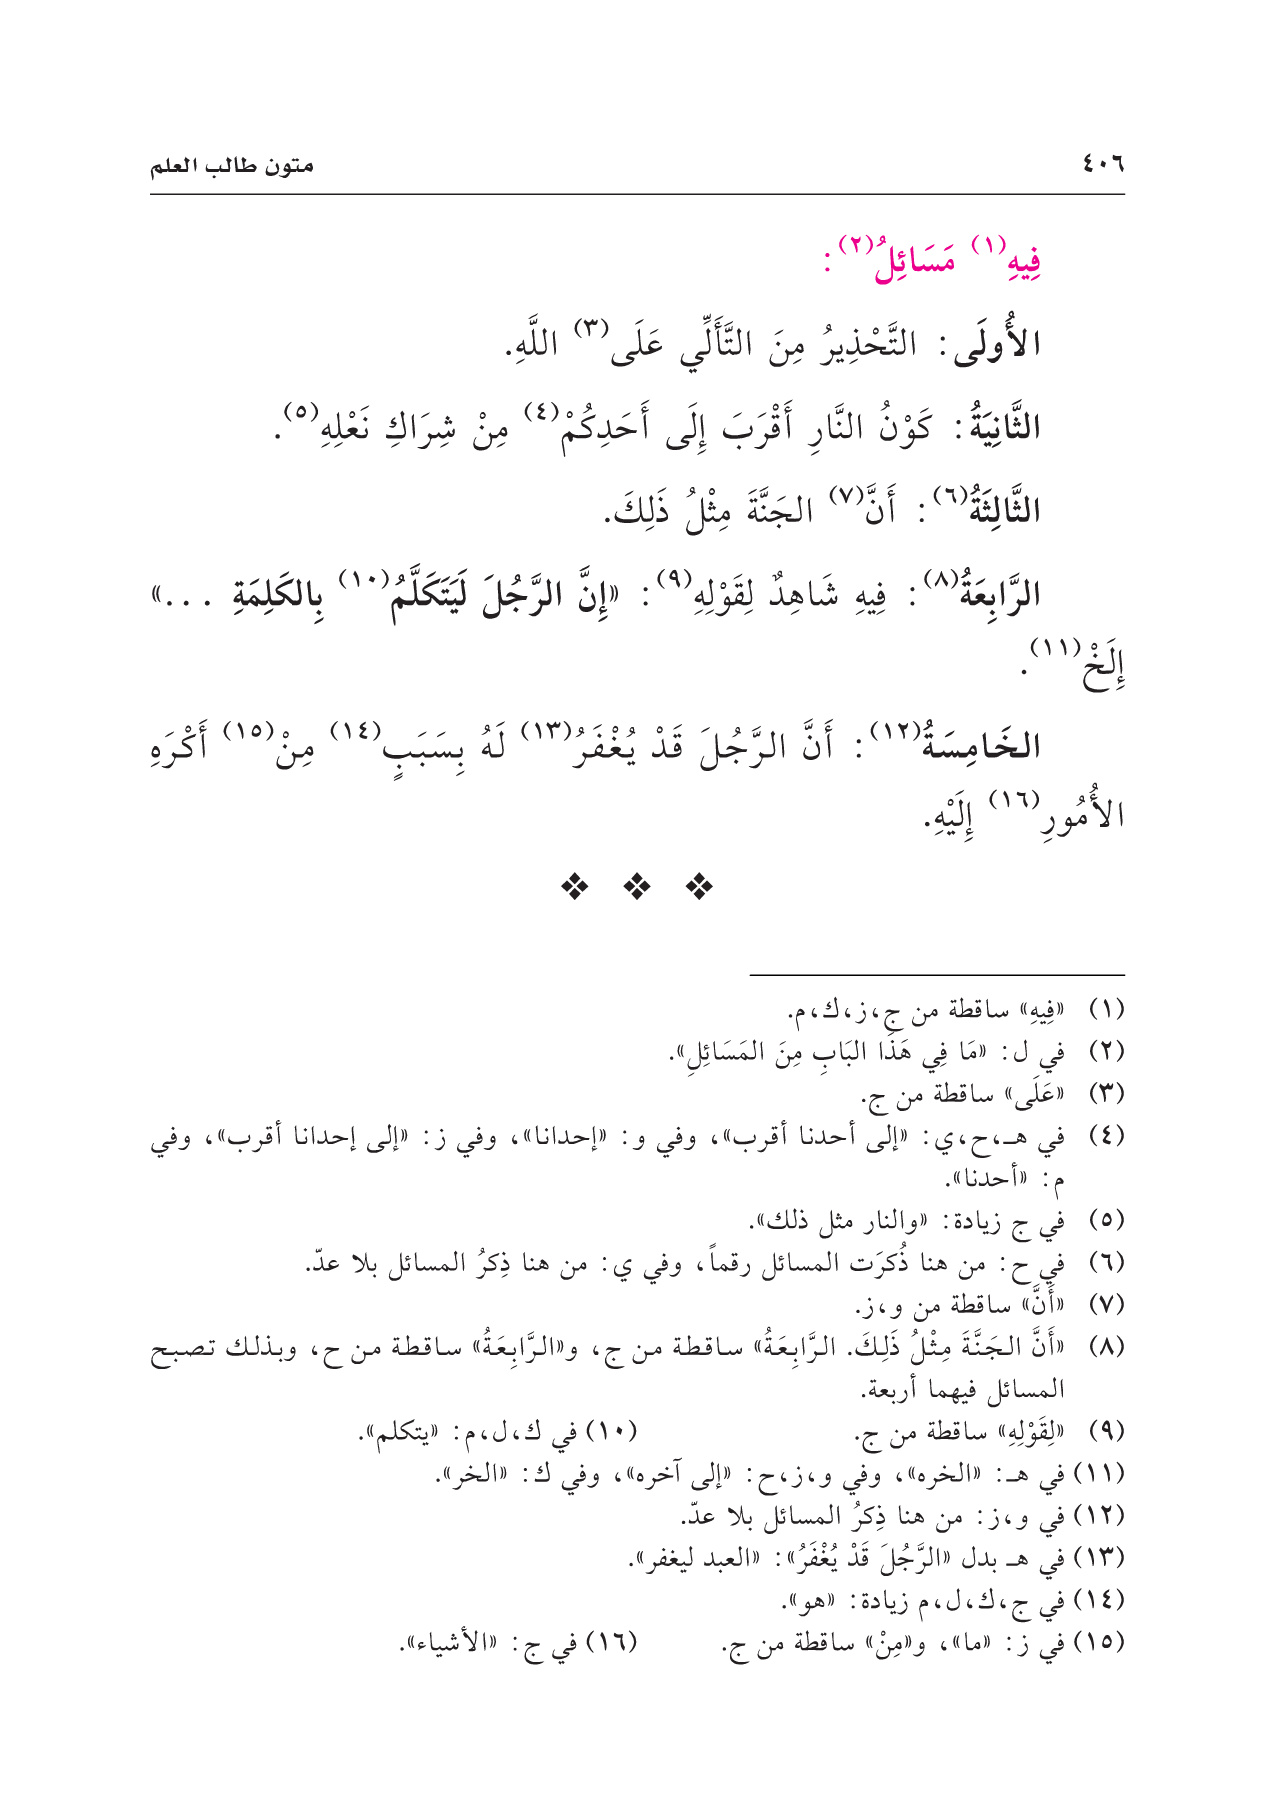 ٤٠٦ متون طالب العلم
فِيهِ(١) مَسَائِلُ(٢):
الأُولَى: التَّحْذِيرُ مِنَ التَّأَلِّي عَلَى(٣) اللَّهِ.
الثَّانِيَةُ: كَوْنُ النَّارِ أَقْرَبَ إِلَى أَحَدِكُمْ(٤) مِنْ شِرَاكِ نَعْلِهِ(٥).
الثَّالِثَةُ(٦): أَنَّ(٧) الجَنَّةَ مِثْلُ ذَلِكَ.
الرَّابِعَةُ(٨): فِيهِ شَاهِدٌ لِقَوْلِهِ(٩): «إِنَّ الرَّجُلَ لَيَتَكَلَّمُ(١٠) بِالكَلِمَةِ ...»
إِلَخْ(١١).
الخَامِسَةُ(١٢): أَنَّ الرَّجُلَ قَدْ يُغْفَرُ(١٣) لَهُ بِسَبَبٍ(١٤) مِنْ(١٥) أَكْرَهِ
الأُمُورِ(١٦) إِلَيْهِ.
(١) «فِيهِ» ساقطة من ج،ز،ك،م.
(٢) في ل: «مَا فِي هَذَا البَابِ مِنَ المَسَائِلِ».
(٣) «عَلَى» ساقطة من ج.
(٤) في هـ،ح،ي: «إلى أحدنا أقرب»، وفي و: «إحدانا»، وفي ز: «إلى إحدانا أقرب»، وفي
م: «أحدنا».
(٥) في ج زيادة: «والنار مثل ذلك».
(٦) في ح: من هنا ذُكرَت المسائل رقماً، وفي ي: من هنا ذِكرُ المسائل بلا عدّ.
(٧) «أَنَّ» ساقطة من و،ز.
(٨) «أَنَّ الجَنَّةَ مِثْلُ ذَلِكَ. الرَّابِعَةُ» ساقطة من ج، و«الرَّابِعَةُ» ساقطة من ح، وبذلك تصبح
المسائل فيهما أربعة.
(٩) «لِقَوْلِهِ» ساقطة من ج. (١٠) في ك،ل،م: «يتكلم».
(١١) في هـ: «الخره»، وفي و،ز،ح: «إلى آخره»، وفي ك: «الخر».
(١٢) في و،ز: من هنا ذِكرُ المسائل بلا عدّ.
(١٣) في هـ بدل «الرَّجُلَ قَدْ يُغْفَرُ»: «العبد ليغفر».
(١٤) في ج،ك،ل،م زيادة: «هو».
(١٥) في ز: «ما»، و«مِنْ» ساقطة من ج. (١٦) في ج: «الأشياء».